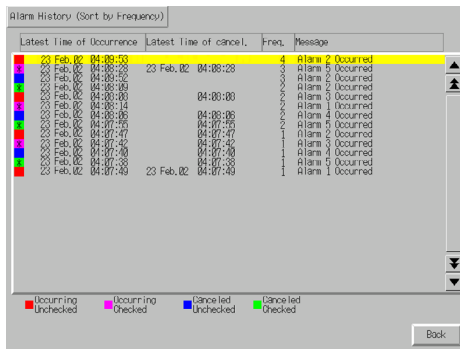 Alarm History (Sort by Frequency)
Latest Time of Occurrence Latest Time of cancel. Freq. Message
23 Feb.02 04:09:53 4 Alarm 2 Occurred
23 Feb.02 04:08:28 23 Feb.02 04:08:28 3 Alarm 5 Occurred
23 Feb.02 04:09:52 3 Alarm 2 Occurred
23 Feb.02 04:08:09 2 Alarm 2 Occurred
23 Feb.02 04:08:08 04:08:08 2 Alarm 3 Occurred
23 Feb.02 04:08:14 2 Alarm 1 Occurred
23 Feb.02 04:08:06 04:08:06 2 Alarm 4 Occurred
23 Feb.02 04:07:55 04:07:55 2 Alarm 5 Occurred
23 Feb.02 04:07:47 04:07:47 1 Alarm 2 Occurred
23 Feb.02 04:07:42 04:07:42 1 Alarm 3 Occurred
23 Feb.02 04:07:40 04:07:40 1 Alarm 4 Occurred
23 Feb.02 04:07:38 04:07:38 1 Alarm 5 Occurred
23 Feb.02 04:07:49 23 Feb.02 04:07:49 1 Alarm 1 Occurred
Occurring Occurring Canceled Canceled
Unchecked Checked Unchecked Checked
Back